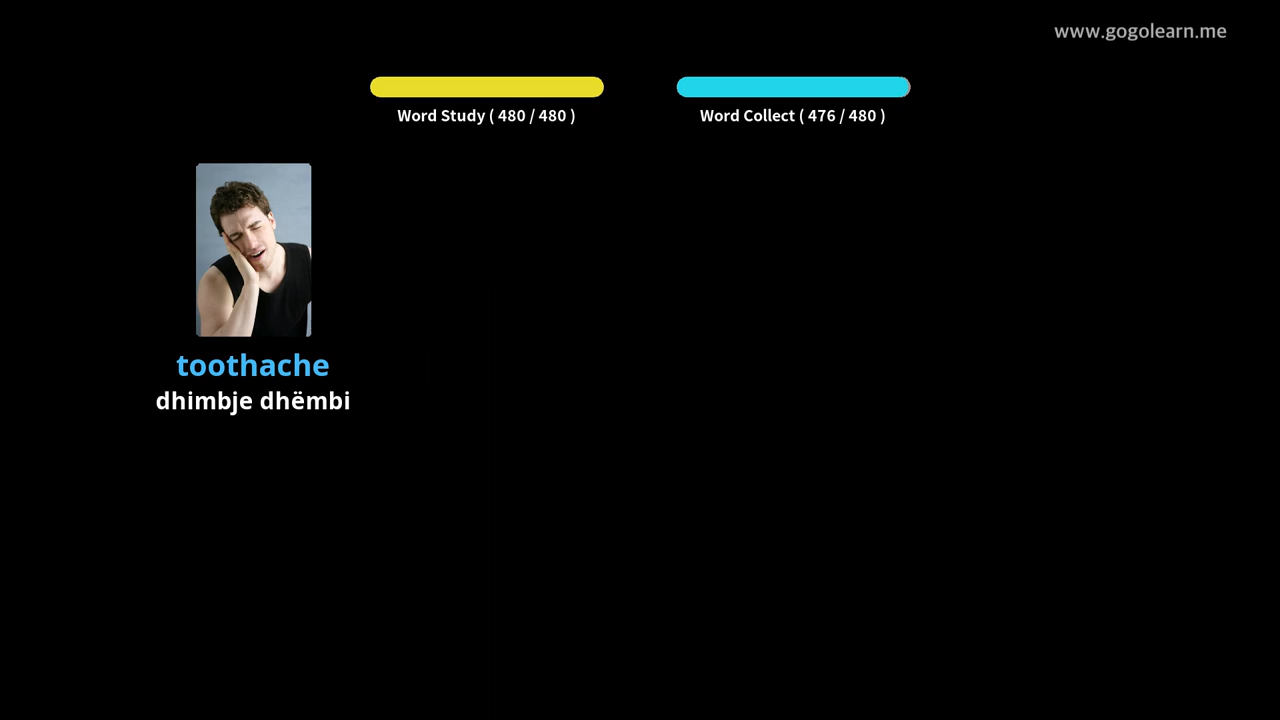 www.gogolearn.me
Word Study ( 480 / 480 )
Word Collect ( 476 / 480 )
toothache
dhimbje dhëmbi